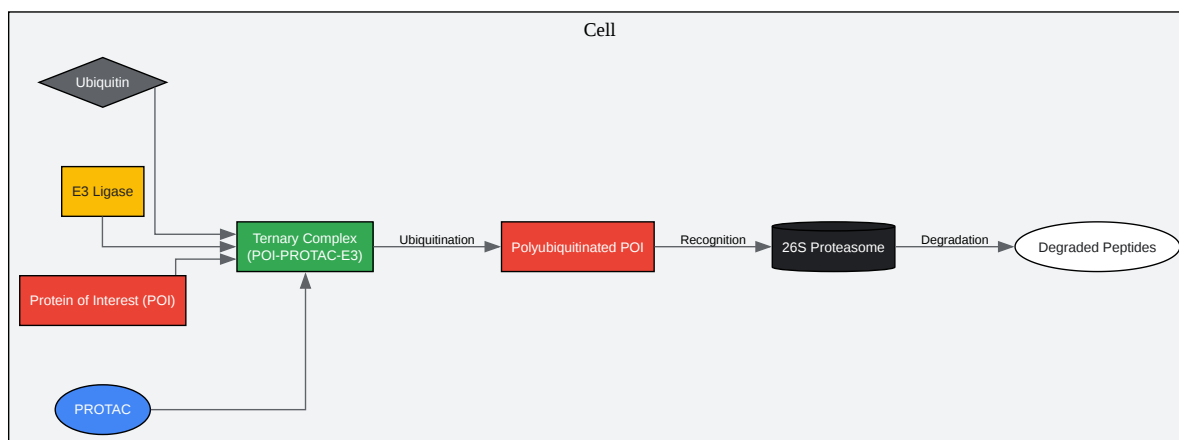 Cell
Ubiquitin
E3 Ligase
Protein of Interest (POI)
PROTAC
Ternary Complex
(POI-PROTAC-E3)
Ubiquitination
Polyubiquitinated POI
Recognition
26S Proteasome
Degradation
Degraded Peptides